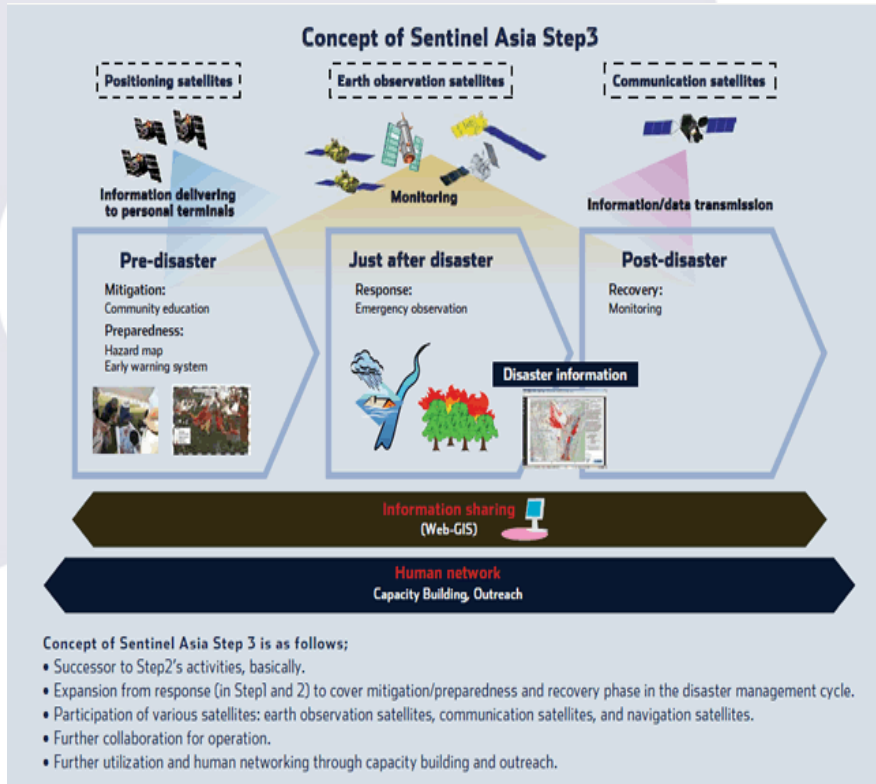 Concept of Sentinel Asia Step3
Positioning satellites
Earth observation satellites
Communication satellites
Information delivering
to personal terminals
Monitoring
Information/data transmission
Pre-disaster
Mitigation:
Community education
Preparedness:
Hazard map
Early warning system
Just after disaster
Response:
Emergency observation
Post-disaster
Recovery:
Monitoring
Disaster information
Information sharing
(Web-GIS)
Human network
Capacity Building, Outreach
Concept of Sentinel Asia Step 3 is as follows;
• Successor to Step2's activities, basically.
• Expansion from response (in Step1 and 2) to cover mitigation/preparedness and recovery phase in the disaster management cycle.
• Participation of various satellites: earth observation satellites, communication satellites, and navigation satellites.
• Further collaboration for operation.
• Further utilization and human networking through capacity building and outreach.